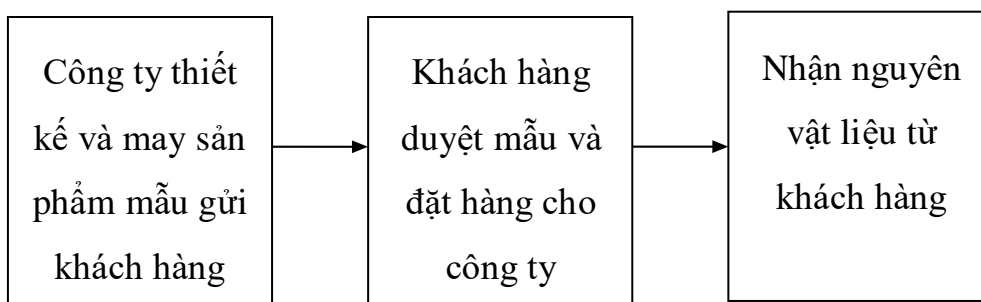 Công ty thiết
kế và may sản
phẩm mẫu gửi
khách hàng
Khách hàng
duyệt mẫu và
đặt hàng cho
công ty
Nhận nguyên
vật liệu từ
khách hàng